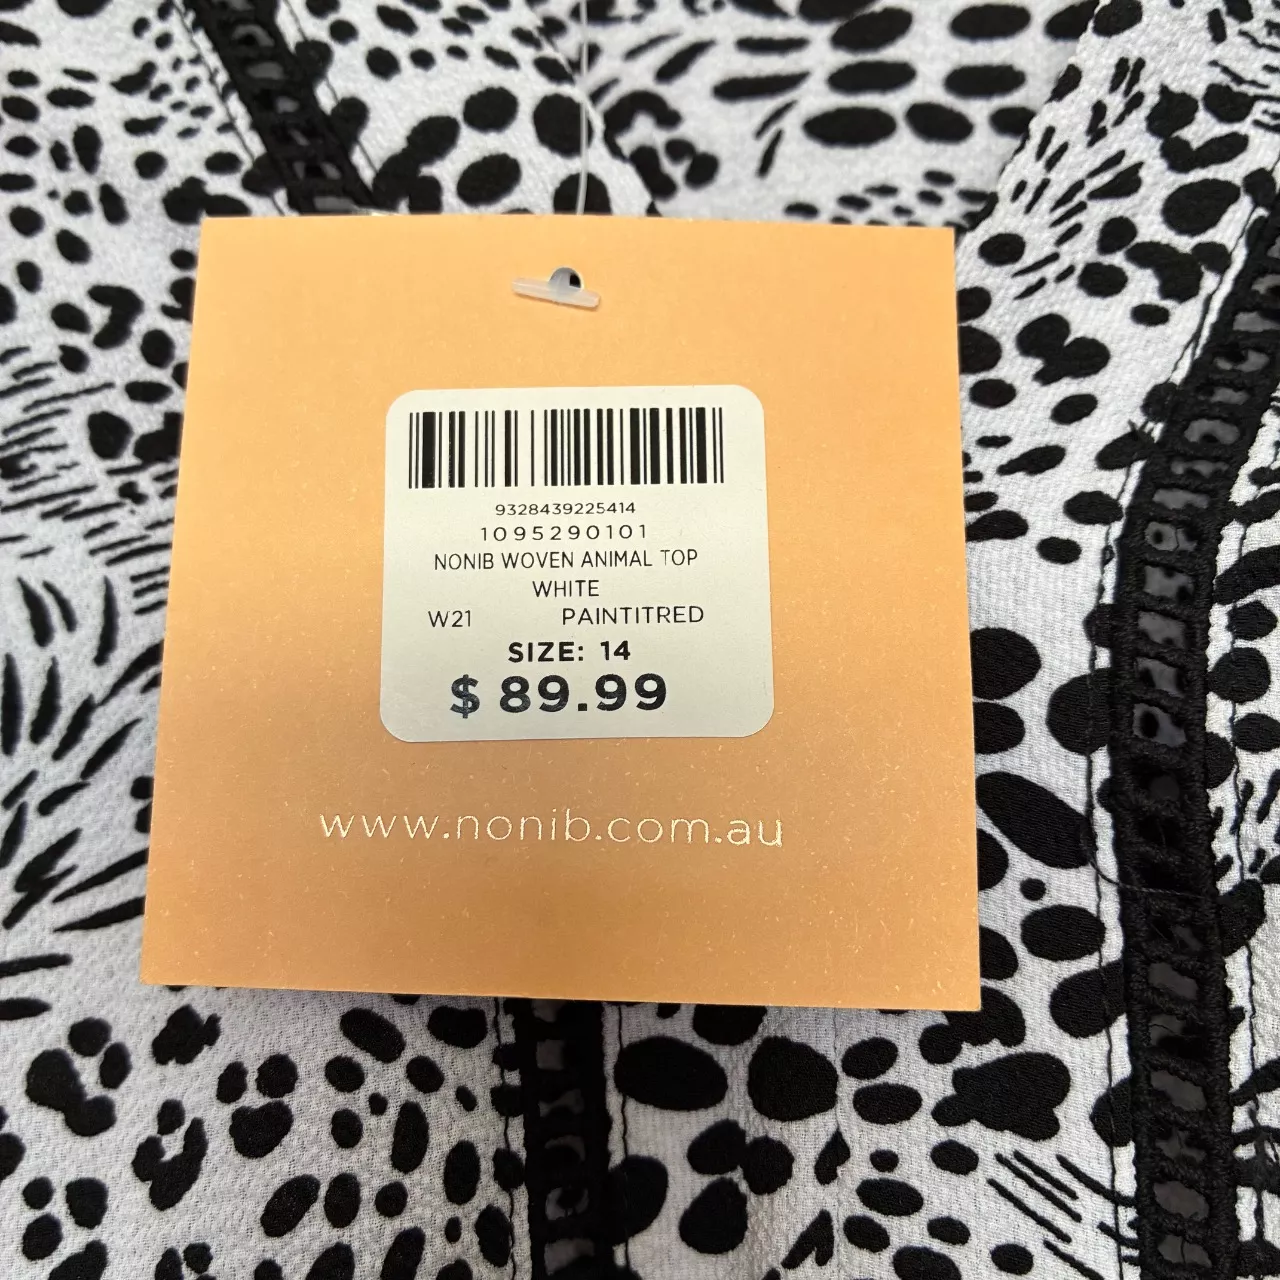 9328439225414
1095290101
NONIB WOVEN ANIMAL TOP
WHITE
W21 PAINTITRED
SIZE: 14
$ 89.99
www.nonib.com.au